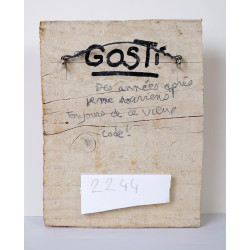 GOSTI
Des années après
je me souviens
toujours de ce vieux
code !
2244